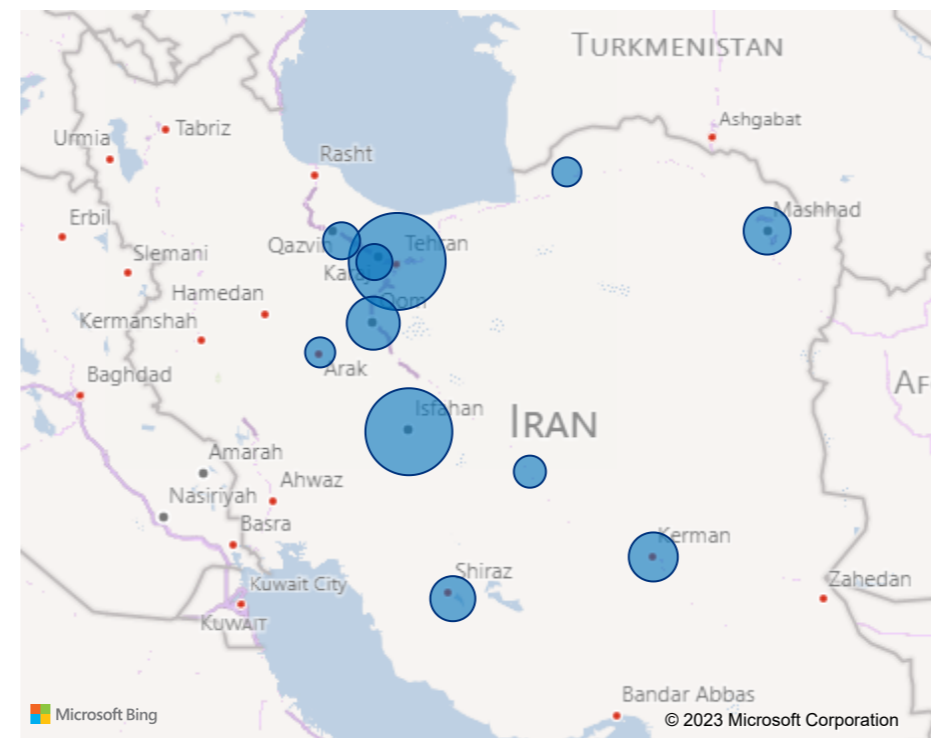 TURKMENISTAN
Ashgabat
Tabriz
Urmia
Rasht
Mashhad
Erbil
Qazvin
Tehran
Slemani
Karaj
Hamedan
Qom
Kermanshah
Arak
Baghdad
AF
Isfahan
IRAN
Amarah
Ahwaz
Nasiriyah
Basra
Kerman
Shiraz
Zahedan
Kuwait City
KUWAIT
Bandar Abbas
Microsoft Bing
© 2023 Microsoft Corporation